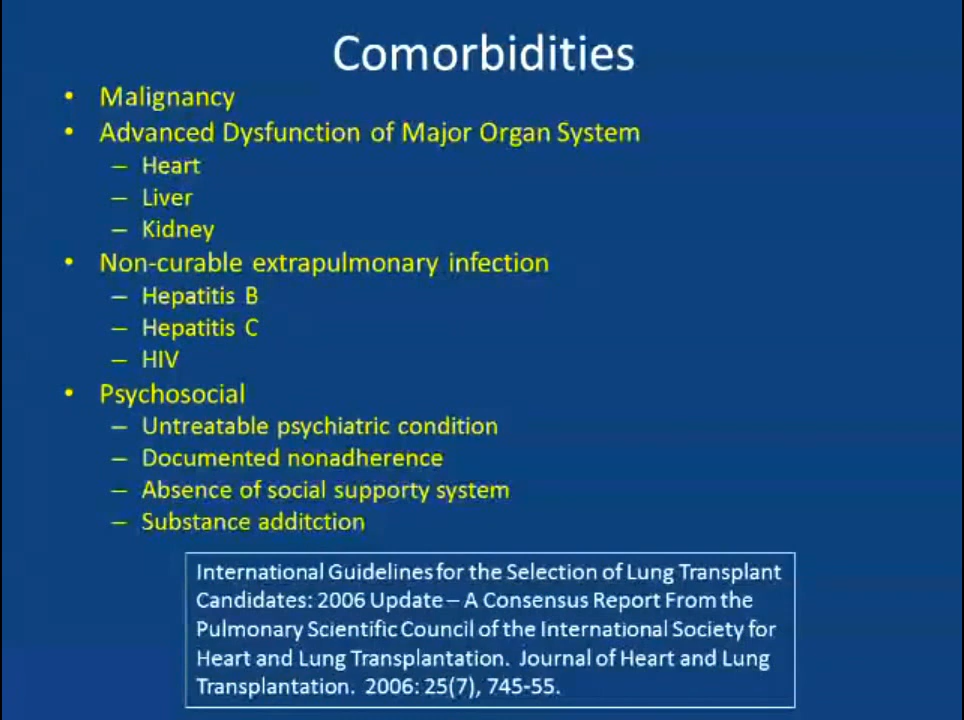 Comorbidities
• Malignancy
• Advanced Dysfunction of Major Organ System
– Heart
– Liver
– Kidney
• Non-curable extrapulmonary infection
– Hepatitis B
– Hepatitis C
– HIV
• Psychosocial
– Untreatable psychiatric condition
– Documented nonadherence
– Absence of social supporty system
– Substance additction
International Guidelines for the Selection of Lung Transplant
Candidates: 2006 Update – A Consensus Report From the
Pulmonary Scientific Council of the International Society for
Heart and Lung Transplantation. Journal of Heart and Lung
Transplantation. 2006: 25(7), 745-55.